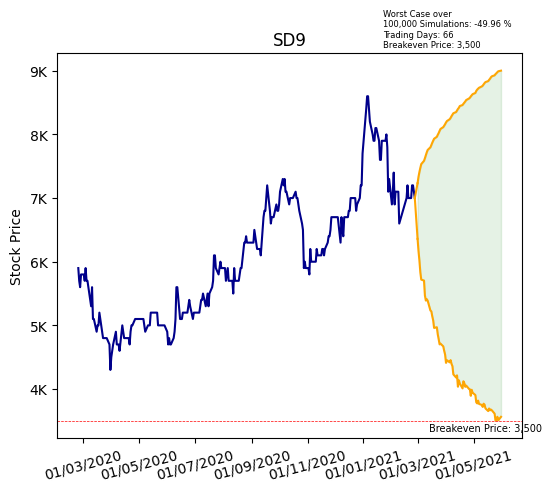 Worst Case over
100,000 Simulations: -49.96 %
Trading Days: 66
Breakeven Price: 3,500
SD9
9K
8K
7K
6K
5K
4K
Stock Price
Breakeven Price: 3,500
01/03/2020
01/05/2020
01/07/2020
01/09/2020
01/11/2020
01/01/2021
01/03/2021
01/05/2021